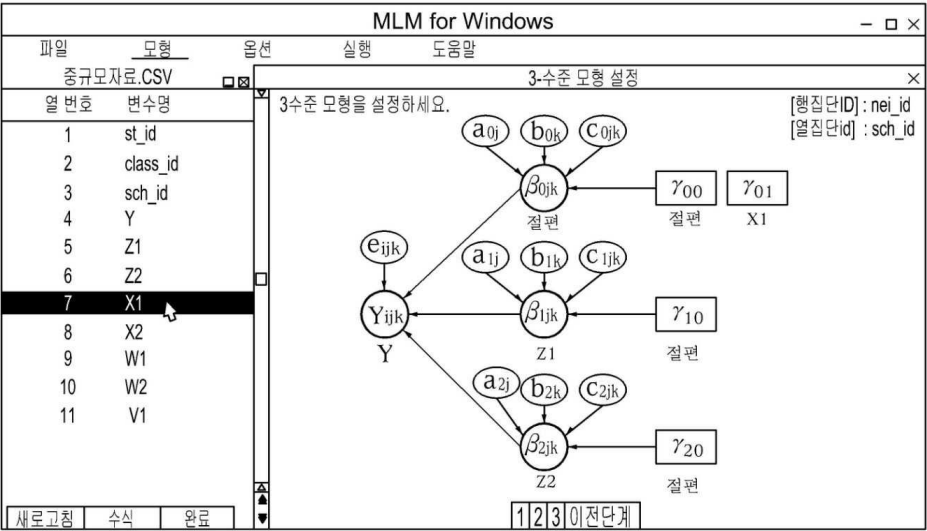 MLM for Windows
파일 모형 옵션 실행 도움말
중규모자료.CSV
3-수준 모형 설정
열 번호 변수명
1 st_id
2 class_id
3 sch_id
4 Y
5 Z1
6 Z2
7 X1
8 X2
9 W1
10 W2
11 V1
새로고침 수식 완료
3수준 모형을 설정하세요.
[행집단ID] : nei_id
[열집단id] : sch_id
a0j b0k c0jk
β0jk γ00 γ01
절편 절편 X1
eijk a1j b1k c1jk
Yijk β1jk γ10
Y Z1 절편
a2j b2k c2jk
β2jk γ20
Z2 절편
1 2 3 이전단계